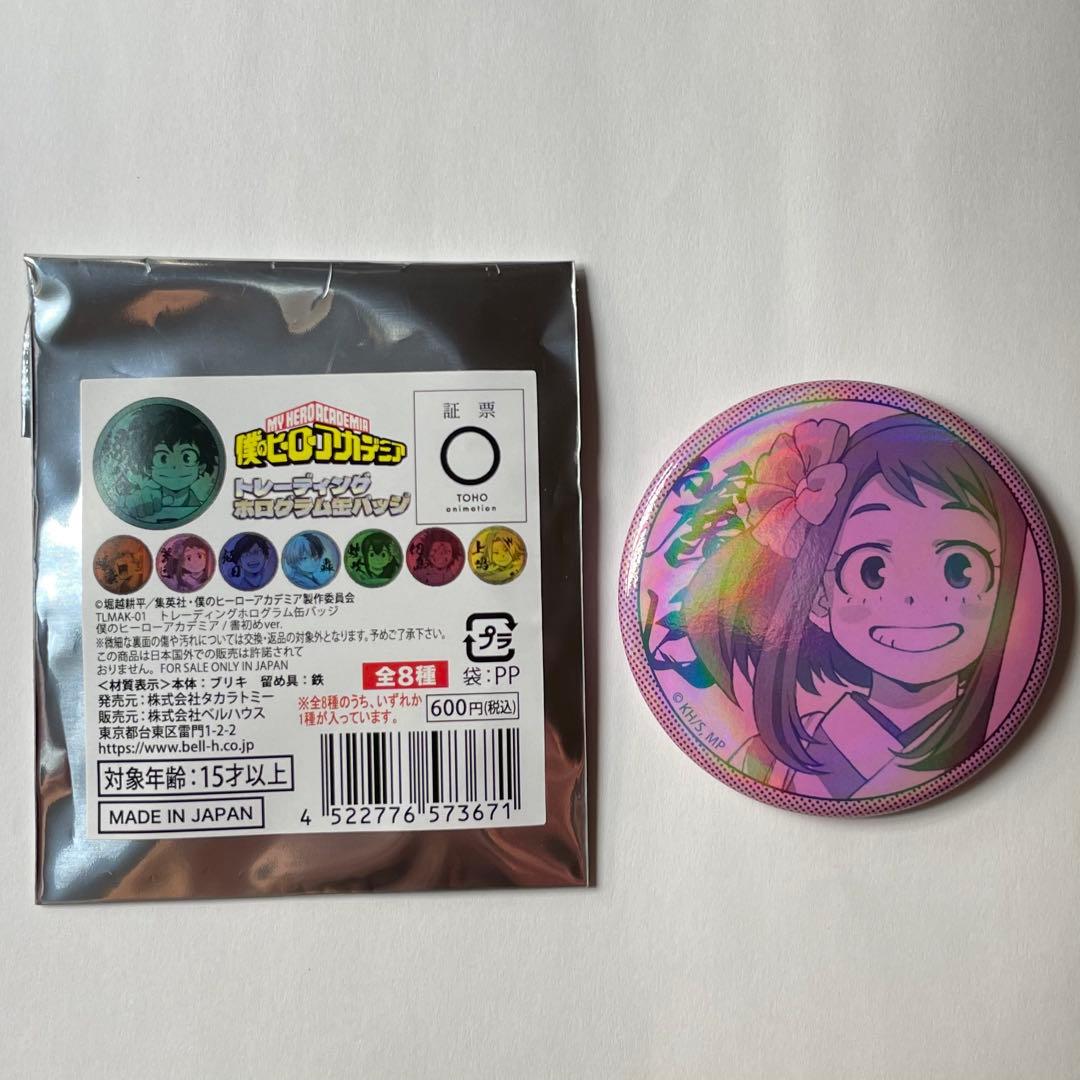 MY HERO ACADEMIA
僕のヒーローアカデミア
トレーディング
ホログラム缶バッジ
証票
TOHO
animation
飯田
轟
切島
上鳴
©堀越耕平／集英社・僕のヒーローアカデミア製作委員会
TLMAK-01 トレーディングホログラム缶バッジ
僕のヒーローアカデミア / 書初めver.
※微細な裏面の傷や汚れについては交換・返品の対象外となります。予めご了承下さい。
この商品は日本国外での販売は許諾されて
おりません。 FOR SALE ONLY IN JAPAN
＜材質表示＞本体：ブリキ 留め具：鉄
発売元：株式会社タカラトミー
販売元：株式会社ベルハウス
東京都台東区雷門1-2-2
https://www.bell-h.co.jp
対象年齢：15才以上
MADE IN JAPAN
プラ
袋：PP
全8種
※全8種のうち、いずれか
1種が入っています。
600円(税込)
4 522776 573671
©KH/S, MP